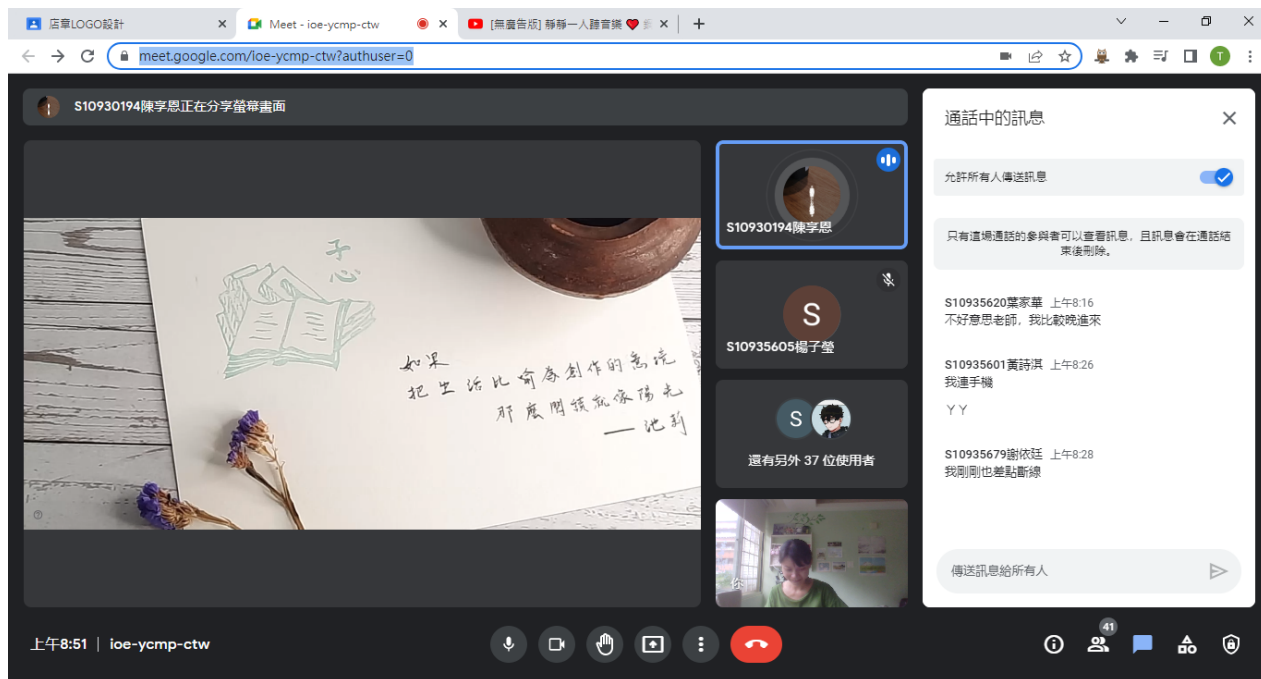 店章LOGO設計
Meet - ioe-ycmp-ctw
[無廣告版] 靜靜一人聽音樂
meet.google.com/ioe-ycmp-ctw?authuser=0
T
S10930194陳享恩正在分享螢幕畫面
子心
如果
把生活比喻為創作的意境
那麼閱讀就像陽光
——池莉
S10930194陳享恩
S
S10935605楊子瑩
S
還有另外 37 位使用者
你
通話中的訊息
允許所有人傳送訊息
只有這場通話的參與者可以查看訊息，且訊息會在通話結
束後刪除。
S10935620葉家華 上午8:16
不好意思老師，我比較晚進來
S10935601黃詩淇 上午8:26
我連手機
ＹＹ
S10935679謝依廷 上午8:28
我剛剛也差點斷線
傳送訊息給所有人
上午8:51 | ioe-ycmp-ctw
41